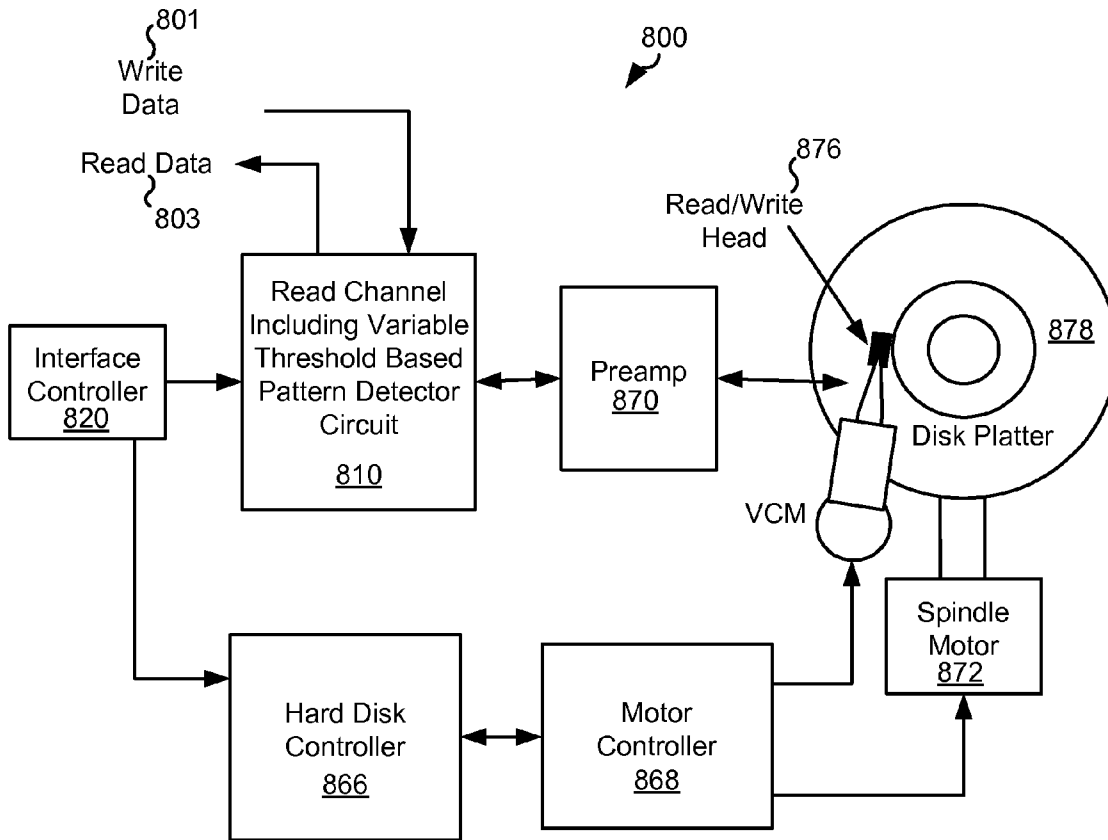 801
Write
Data
800
Read Data
803
876
Read/Write
Head
Interface
Controller
820
Read Channel
Including Variable
Threshold Based
Pattern Detector
Circuit
810
Preamp
870
878
Disk Platter
VCM
Spindle
Motor
872
Hard Disk
Controller
866
Motor
Controller
868